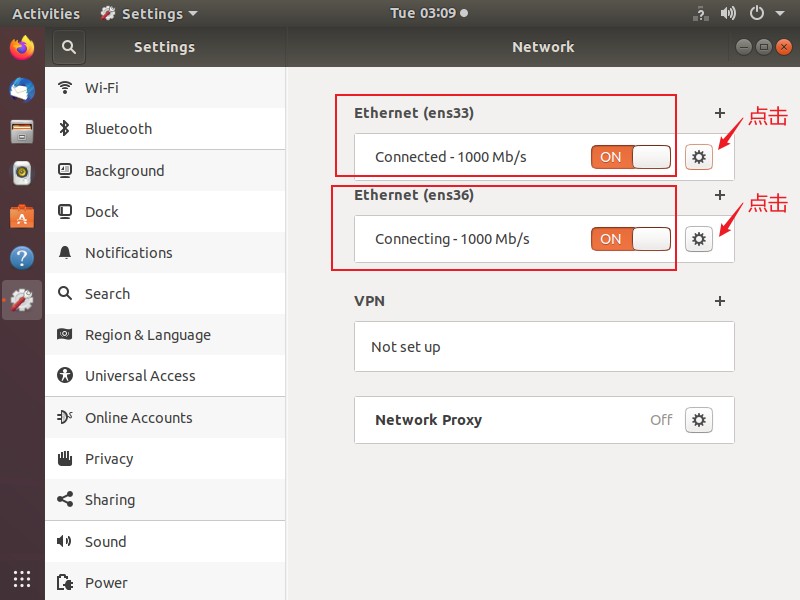 Activities Settings Tue 03:09
Settings Network
Wi-Fi
Bluetooth
Background
Dock
Notifications
Search
Region & Language
Universal Access
Online Accounts
Privacy
Sharing
Sound
Power
Ethernet (ens33)
Connected - 1000 Mb/s ON
点击
Ethernet (ens36)
Connecting - 1000 Mb/s ON
点击
VPN
Not set up
Network Proxy Off